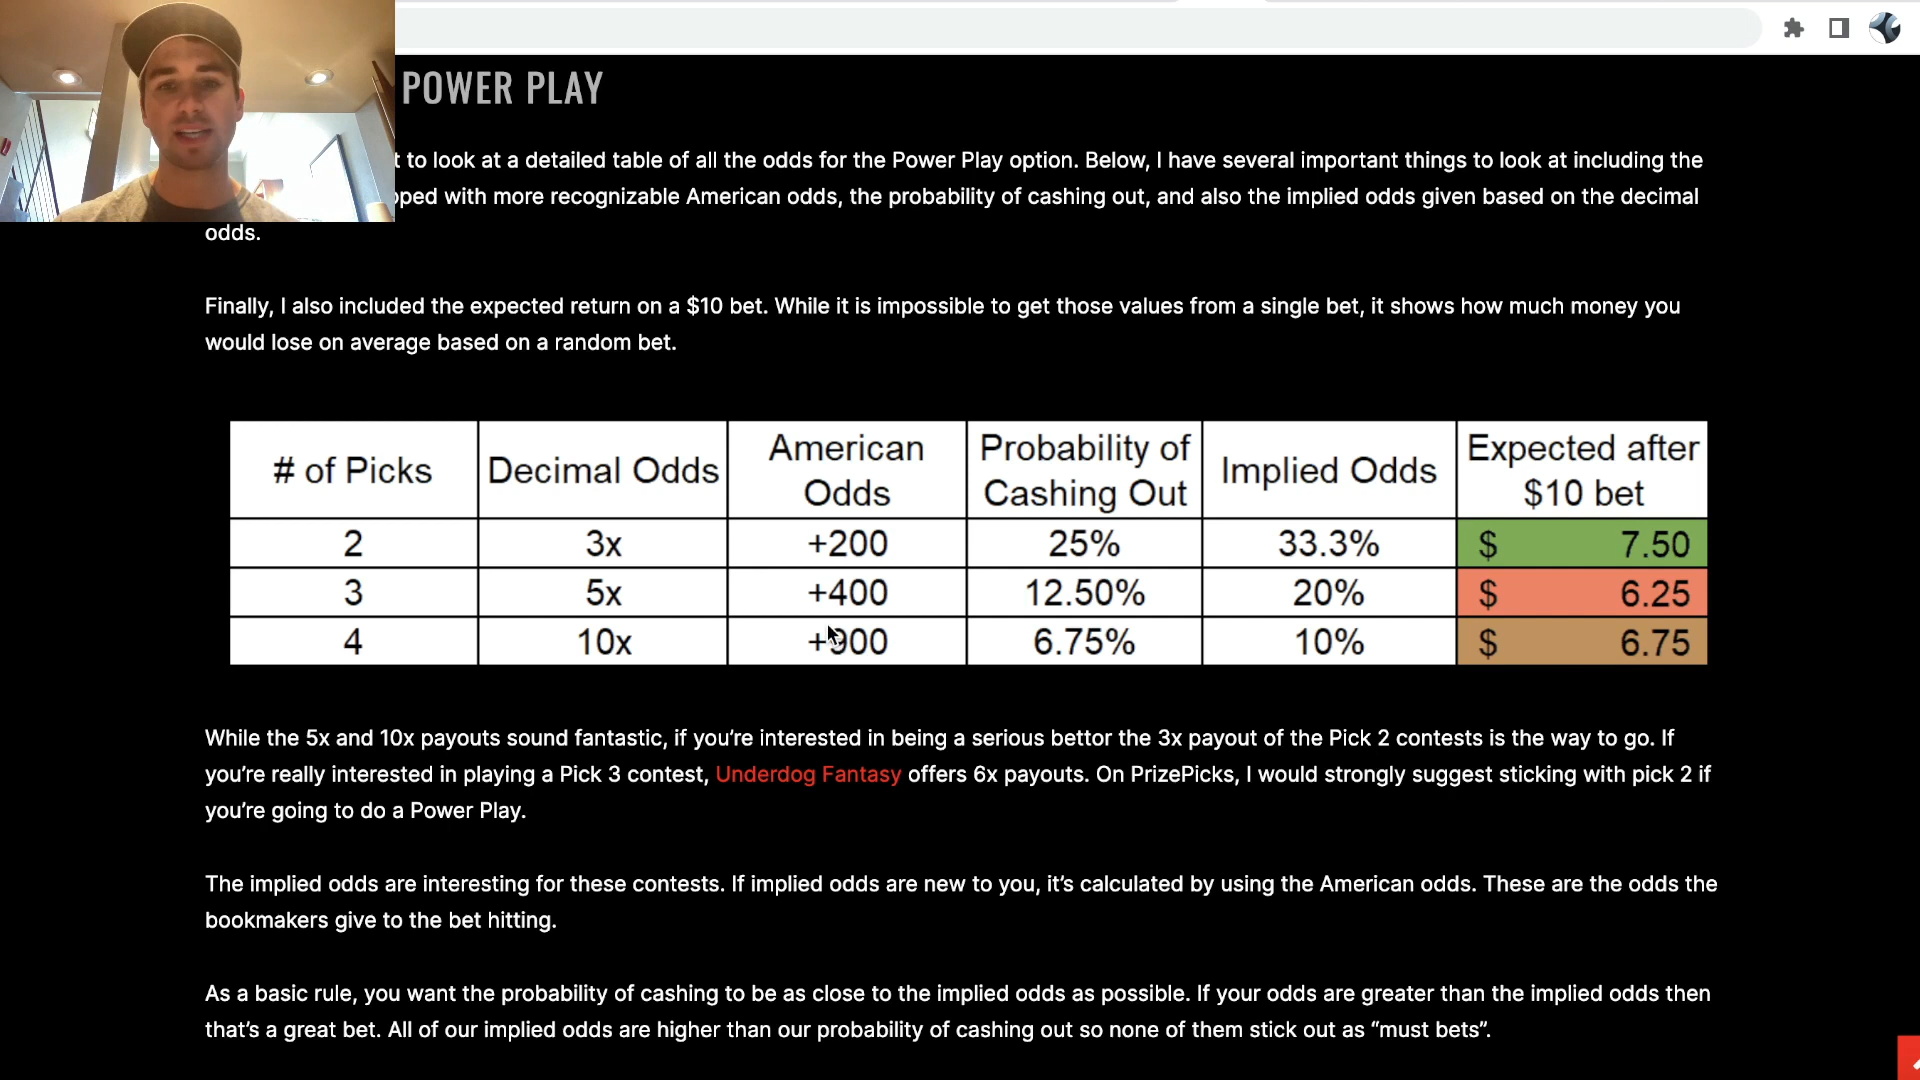 POWER PLAY
to look at a detailed table of all the odds for the Power Play option. Below, I have several important things to look at including the
with more recognizable American odds, the probability of cashing out, and also the implied odds given based on the decimal
odds.
Finally, I also included the expected return on a $10 bet. While it is impossible to get those values from a single bet, it shows how much money you
would lose on average based on a random bet.
# of Picks Decimal Odds American Odds Probability of Cashing Out Implied Odds Expected after $10 bet
2 3x +200 25% 33.3% $ 7.50
3 5x +400 12.50% 20% $ 6.25
4 10x +900 6.75% 10% $ 6.75
While the 5x and 10x payouts sound fantastic, if you’re interested in being a serious bettor the 3x payout of the Pick 2 contests is the way to go. If
you’re really interested in playing a Pick 3 contest, Underdog Fantasy offers 6x payouts. On PrizePicks, I would strongly suggest sticking with pick 2 if
you’re going to do a Power Play.
The implied odds are interesting for these contests. If implied odds are new to you, it’s calculated by using the American odds. These are the odds the
bookmakers give to the bet hitting.
As a basic rule, you want the probability of cashing to be as close to the implied odds as possible. If your odds are greater than the implied odds then
that’s a great bet. All of our implied odds are higher than our probability of cashing out so none of them stick out as “must bets”.